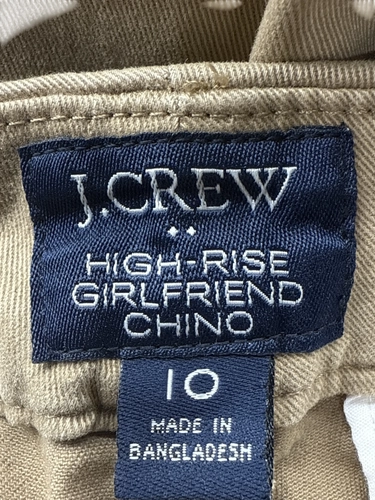 J.CREW
HIGH-RISE
GIRLFRIEND
CHINO
10
MADE IN
BANGLADESH